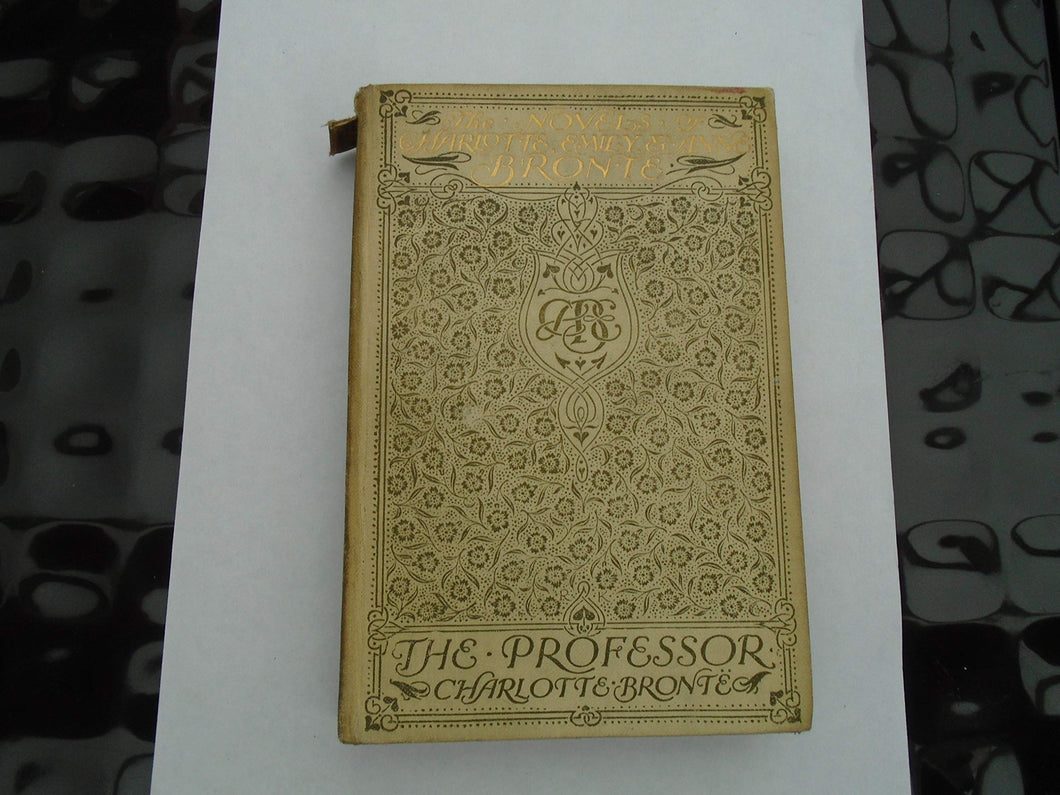 The NOVELS of
CHARLOTTE, EMILY & ANNE
BRONTË
THE · PROFESSOR ·
CHARLOTTE · BRONTË